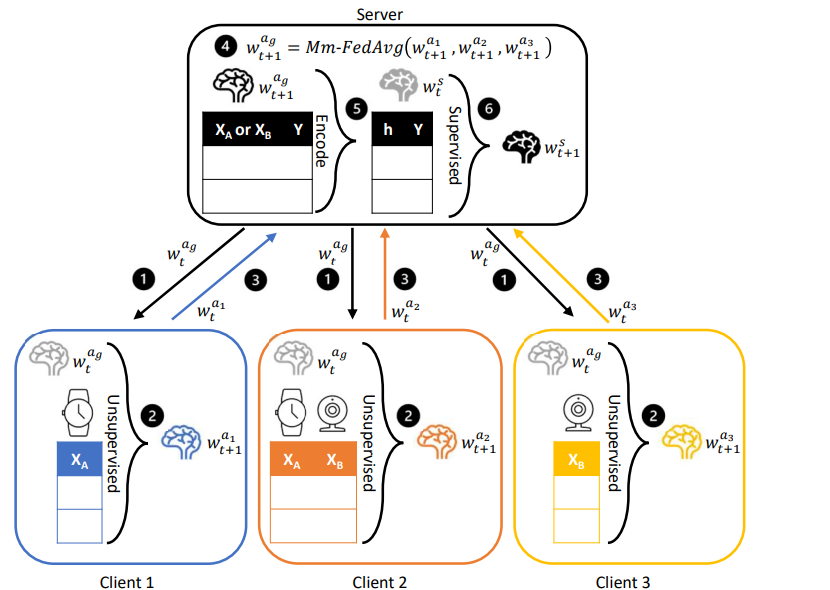 Server
4 w_{t+1}^{a_g} = Mm-FedAvg(w_{t+1}^{a_1}, w_{t+1}^{a_2}, w_{t+1}^{a_3})
w_{t+1}^{a_g} 5 w_t^s 6
X_A or X_B Y Encode h Y Supervised w_{t+1}^s
w_t^{a_g} 1 3 w_t^{a_1}
w_t^{a_g} 1 3 w_t^{a_2}
w_t^{a_g} 1 3 w_t^{a_3}
w_t^{a_g} Unsupervised 2 w_{t+1}^{a_1}
X_A
w_t^{a_g} Unsupervised 2 w_{t+1}^{a_2}
X_A X_B
w_t^{a_g} Unsupervised 2 w_{t+1}^{a_3}
X_B
Client 1 Client 2 Client 3